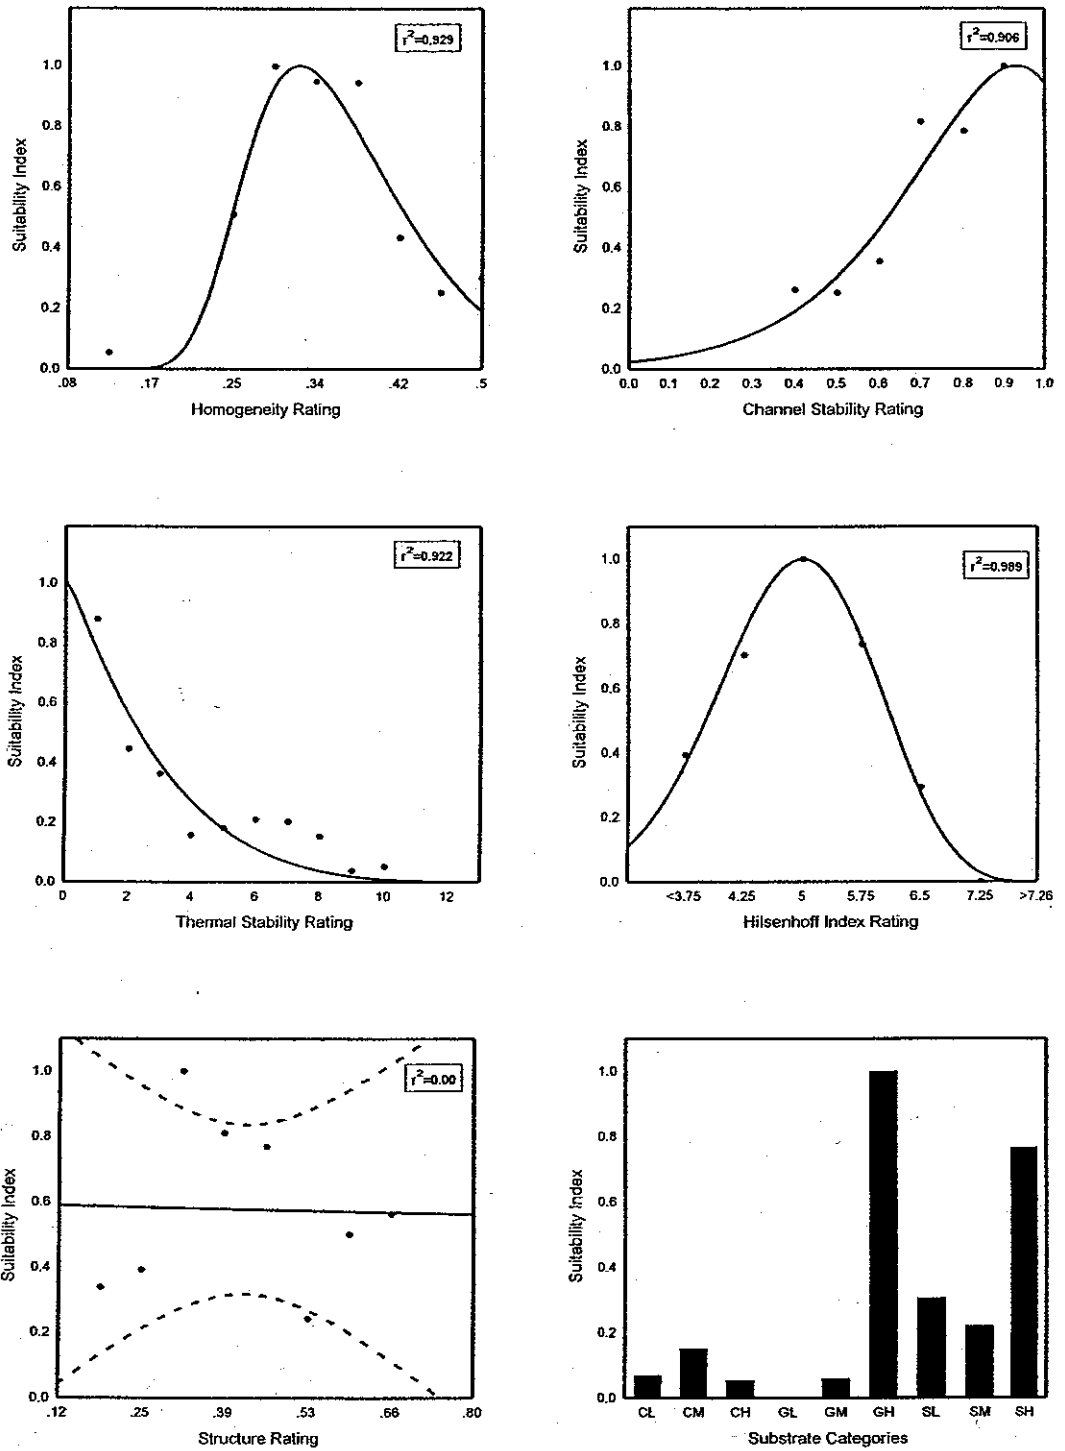 r²=0.929
Suitability Index
1.0
0.8
0.6
0.4
0.2
0.0
.08 .17 .25 .34 .42 .5
Homogeneity Rating
r²=0.906
Suitability Index
1.0
0.8
0.6
0.4
0.2
0.0
0.0 0.1 0.2 0.3 0.4 0.5 0.6 0.7 0.8 0.9 1.0
Channel Stability Rating
r²=0.922
Suitability Index
1.0
0.8
0.6
0.4
0.2
0.0
0 2 4 6 8 10 12
Thermal Stability Rating
r²=0.989
Suitability Index
1.0
0.8
0.6
0.4
0.2
0.0
<3.75 4.25 5 5.75 6.5 7.25 >7.26
Hilsenhoff Index Rating
r²=0.00
Suitability Index
1.0
0.8
0.6
0.4
0.2
0.0
.12 .25 .39 .53 .66 .80
Structure Rating
Suitability Index
1.0
0.8
0.6
0.4
0.2
0.0
CL CM CH GL GM GH SL SM SH
Substrate Categories